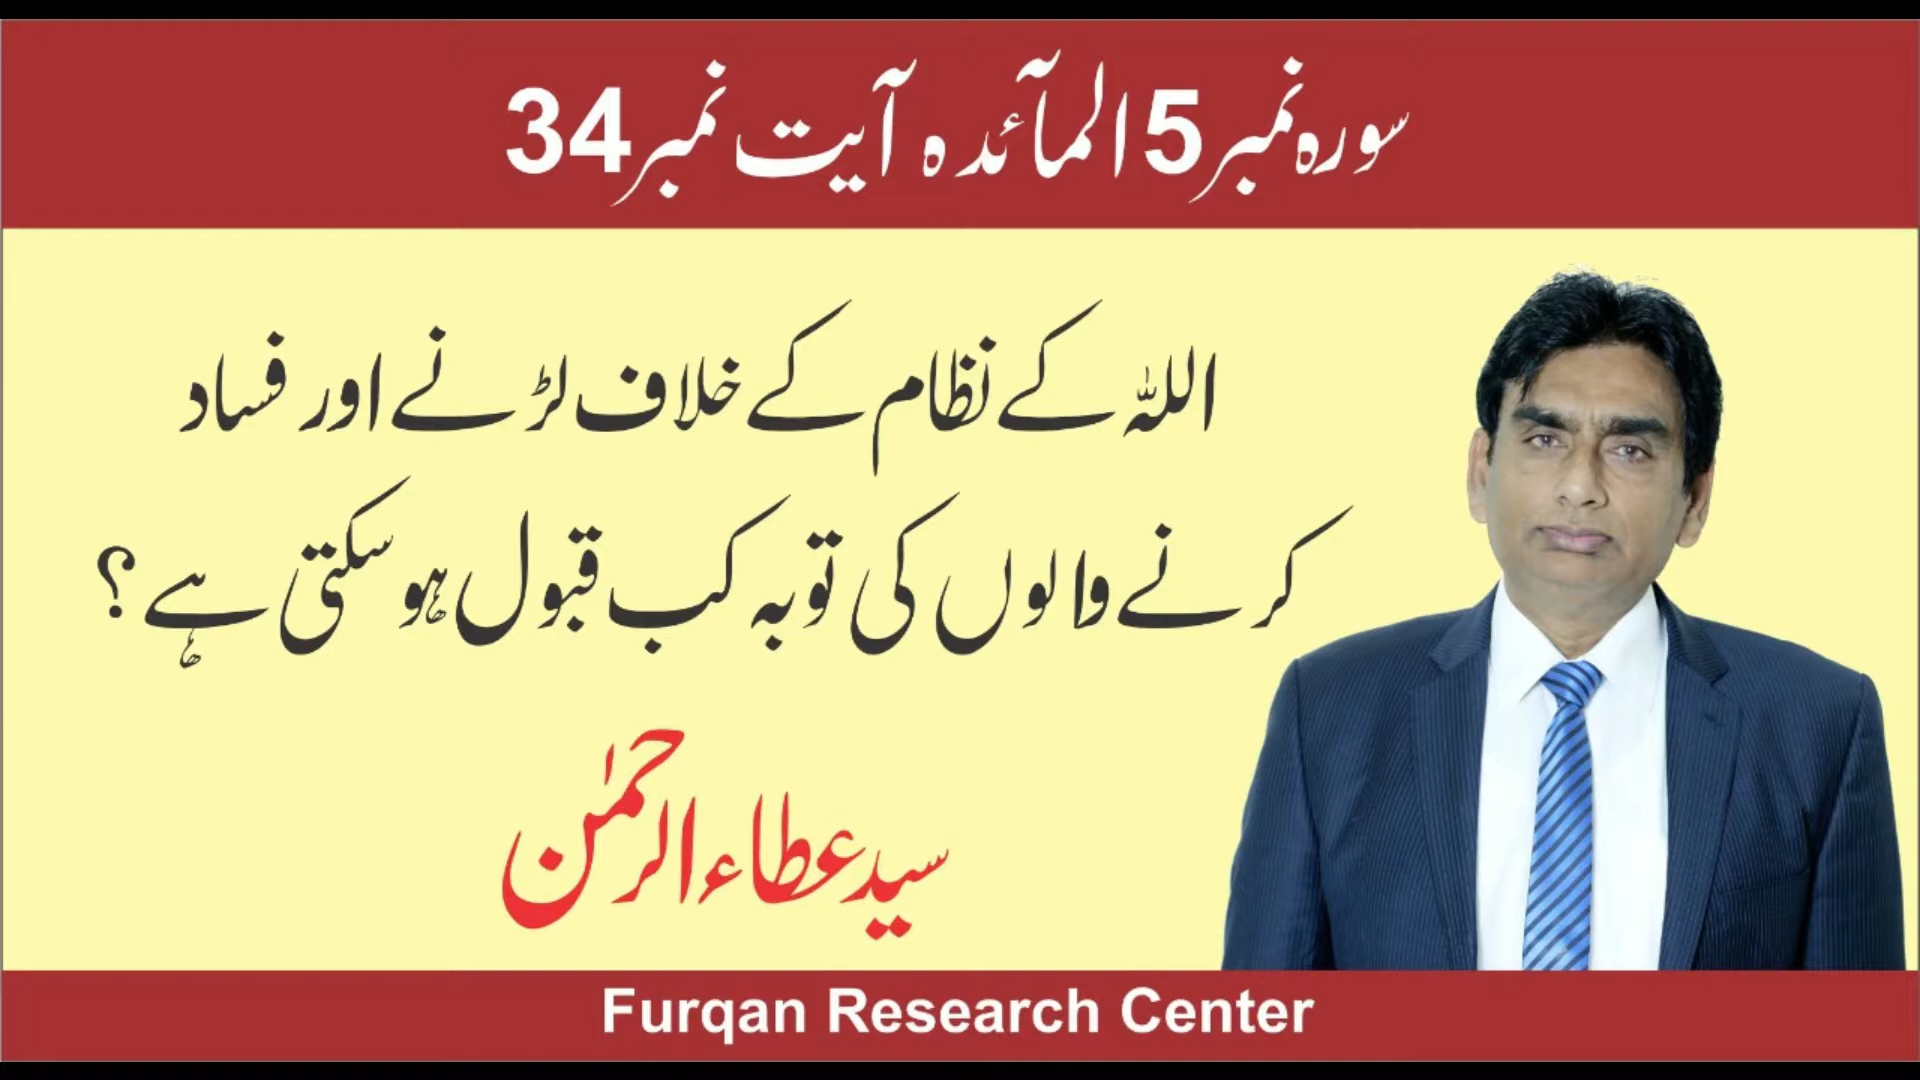 سورہ نمبر 5 المآئدہ آیت نمبر 34
اللہ کے نظام کے خلاف لڑنے اور فساد
کرنے والوں کی توبہ کب قبول ہو سکتی ہے؟
سید عطاء الرحمٰن
Furqan Research Center